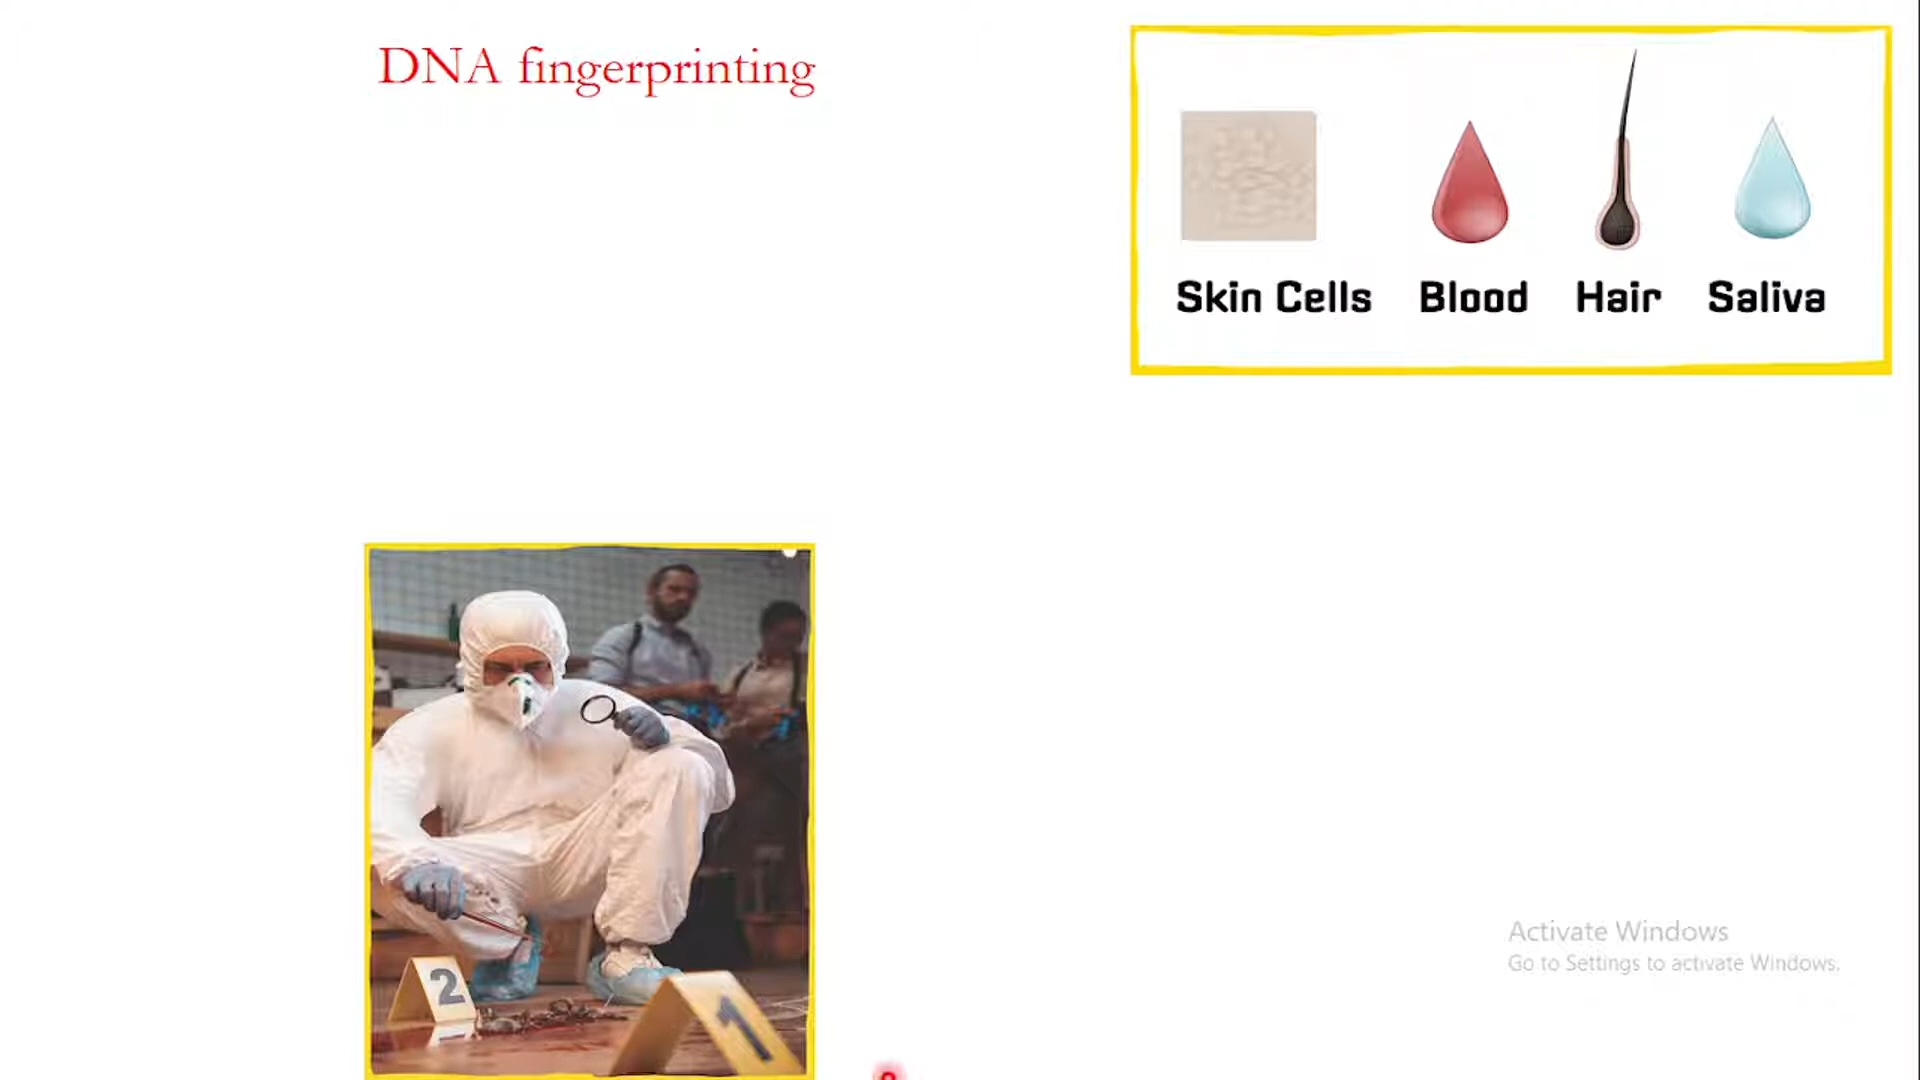 DNA fingerprinting
Skin Cells Blood Hair Saliva
2
1
Activate Windows
Go to Settings to activate Windows.